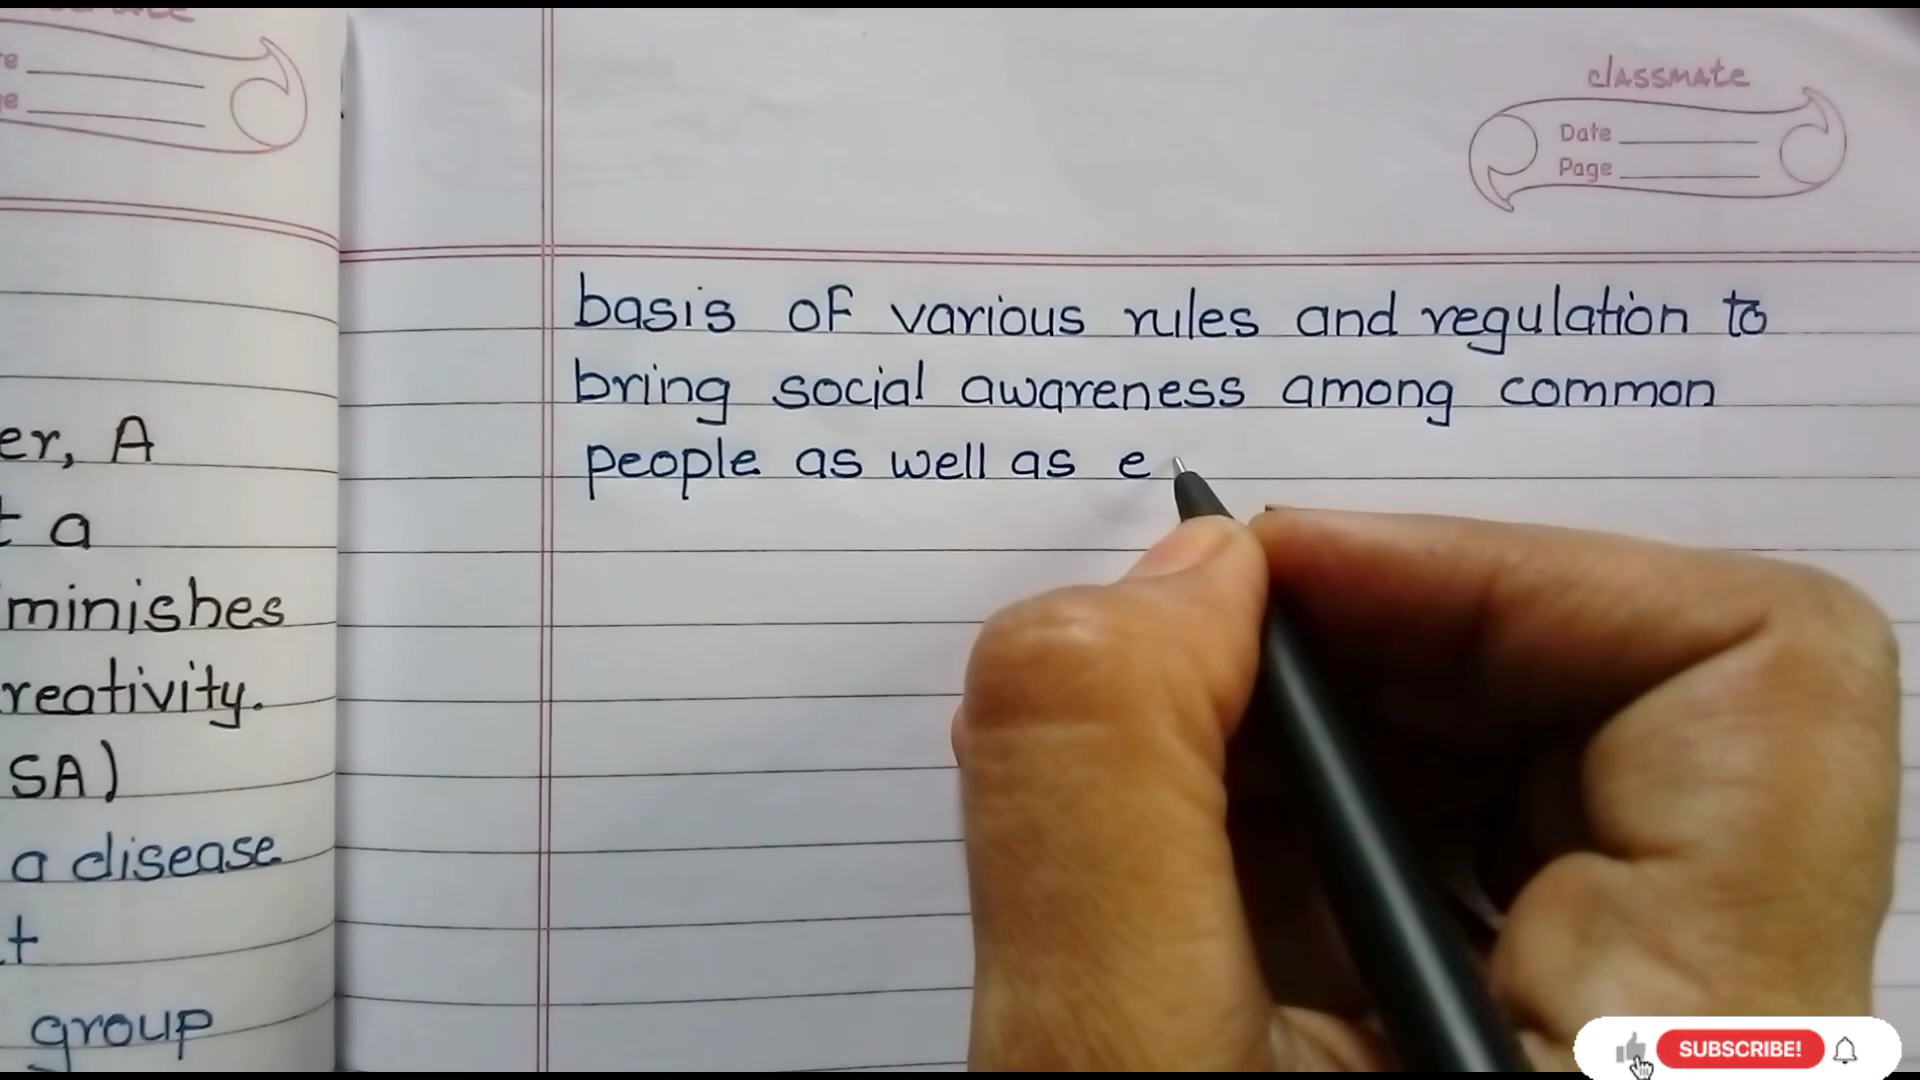 er, A
a
minishes
reativity.
SA)
a disease
t
group
classmate
Date
Page
basis of various rules and regulation to
bring social awareness among common
people as well as e
SUBSCRIBE!